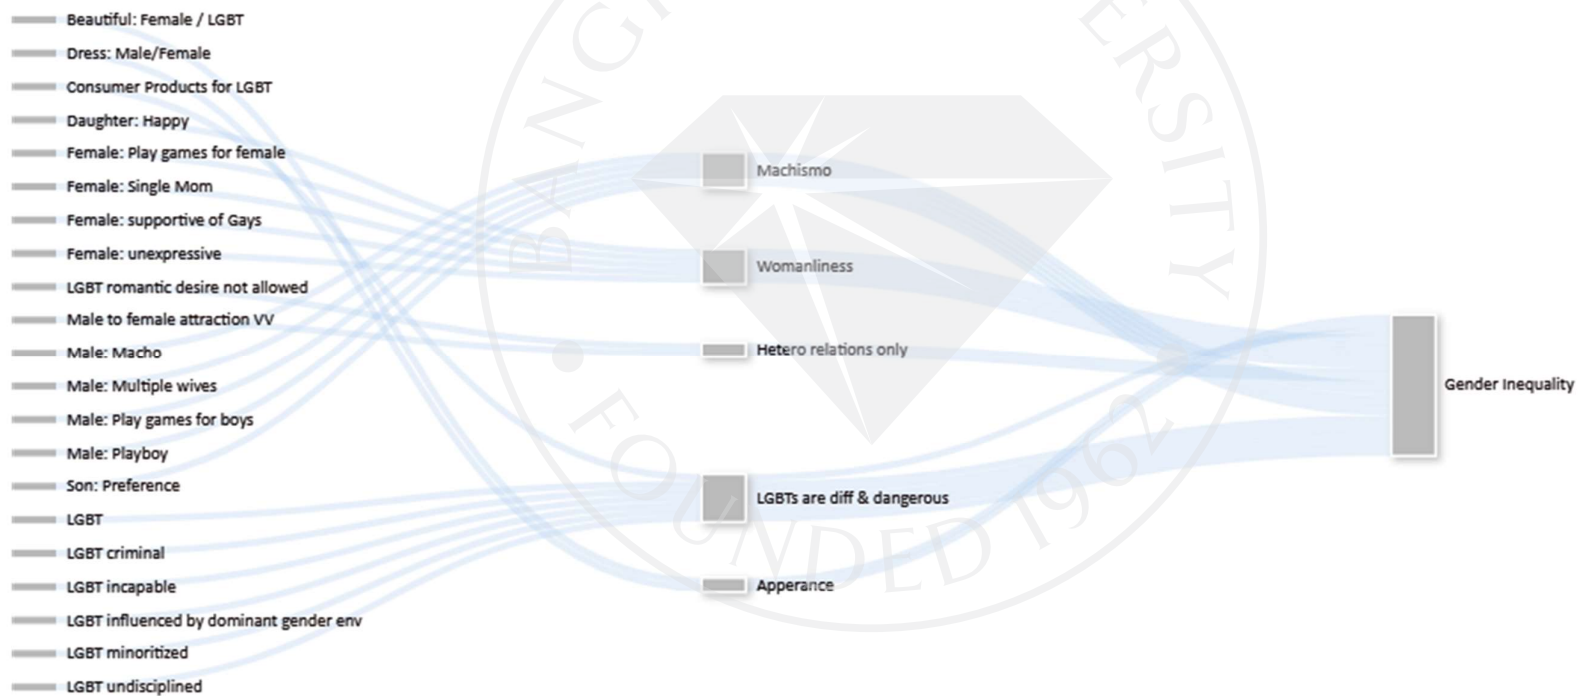 Beautiful: Female / LGBT
Dress: Male/Female
Consumer Products for LGBT
Daughter: Happy
Female: Play games for female
Female: Single Mom
Female: supportive of Gays
Female: unexpressive
LGBT romantic desire not allowed
Male to female attraction VV
Male: Macho
Male: Multiple wives
Male: Play games for boys
Male: Playboy
Son: Preference
LGBT
LGBT criminal
LGBT incapable
LGBT influenced by dominant gender env
LGBT minoritized
LGBT undisciplined
Machismo
Womanliness
Hetero relations only
LGBTs are diff & dangerous
Apperance
Gender Inequality
BANG
ERSITY
FOUNDED 1962